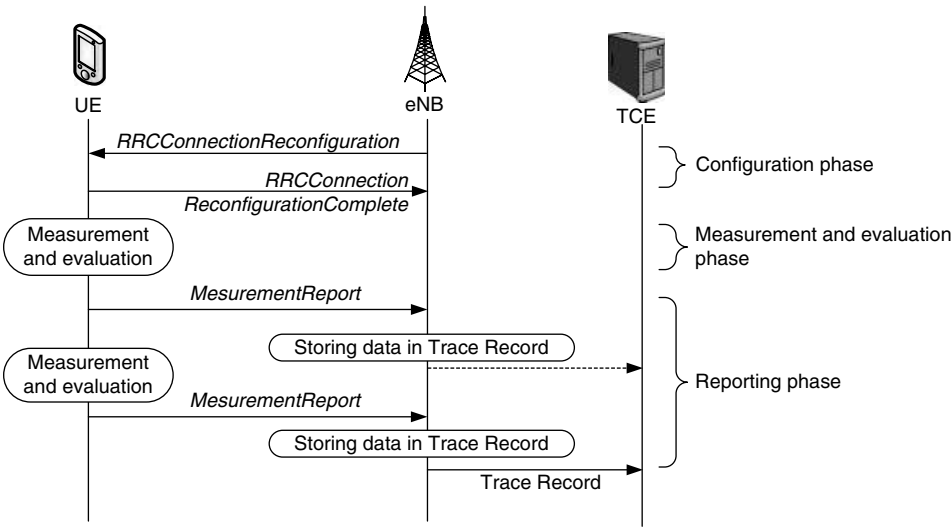 UE
eNB
TCE
RRCConnectionReconfiguration
Configuration phase
RRCConnection
ReconfigurationComplete
Measurement
and evaluation
Measurement and evaluation
phase
MesurementReport
Storing data in Trace Record
Measurement
and evaluation
Reporting phase
MesurementReport
Storing data in Trace Record
Trace Record